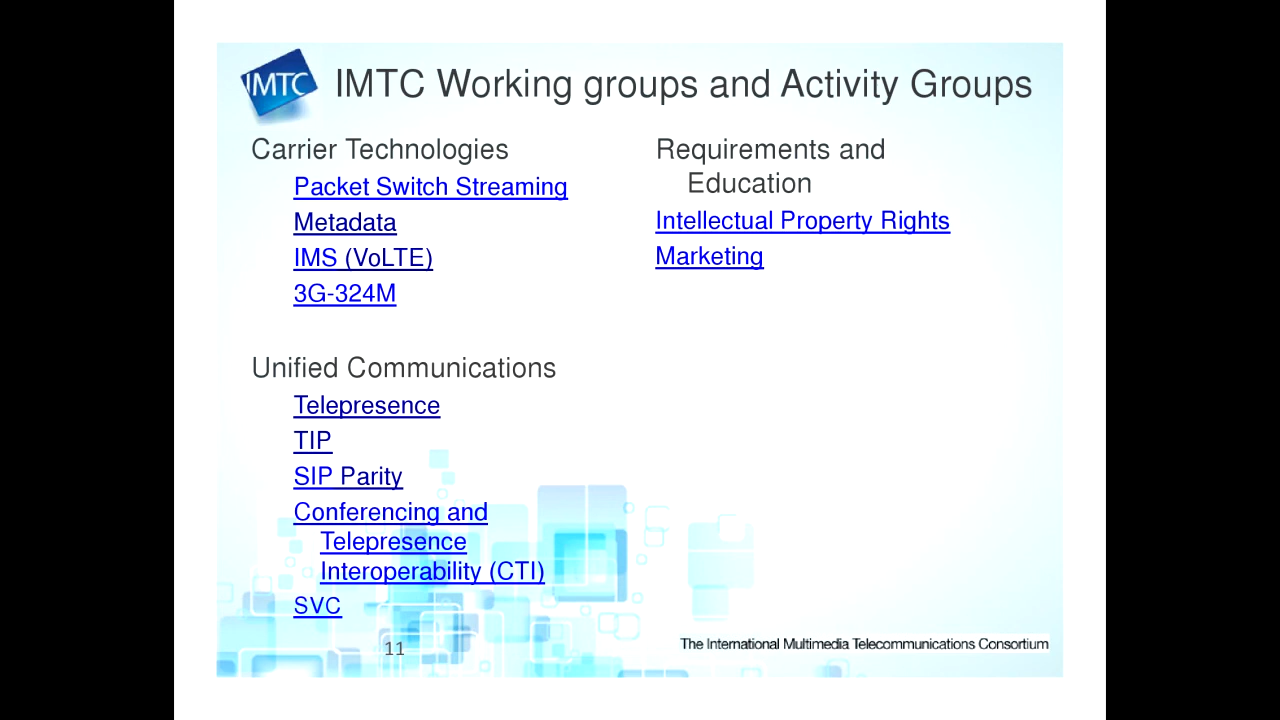 IMTC
IMTC Working groups and Activity Groups
Carrier Technologies
Packet Switch Streaming
Metadata
IMS (VoLTE)
3G-324M
Unified Communications
Telepresence
TIP
SIP Parity
Conferencing and
Telepresence
Interoperability (CTI)
SVC
Requirements and
Education
Intellectual Property Rights
Marketing
11
The International Multimedia Telecommunications Consortium